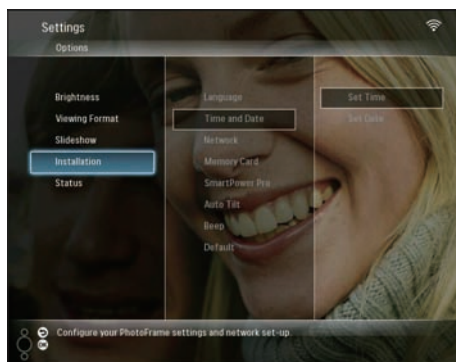 Settings
Options
Brightness
Viewing Format
Slideshow
Installation
Status
Language
Time and Date
Network
Memory Card
SmartPower Pro
Auto Tilt
Beep
Default
Set Time
Set Date
Configure your PhotoFrame settings and network set-up.
OK